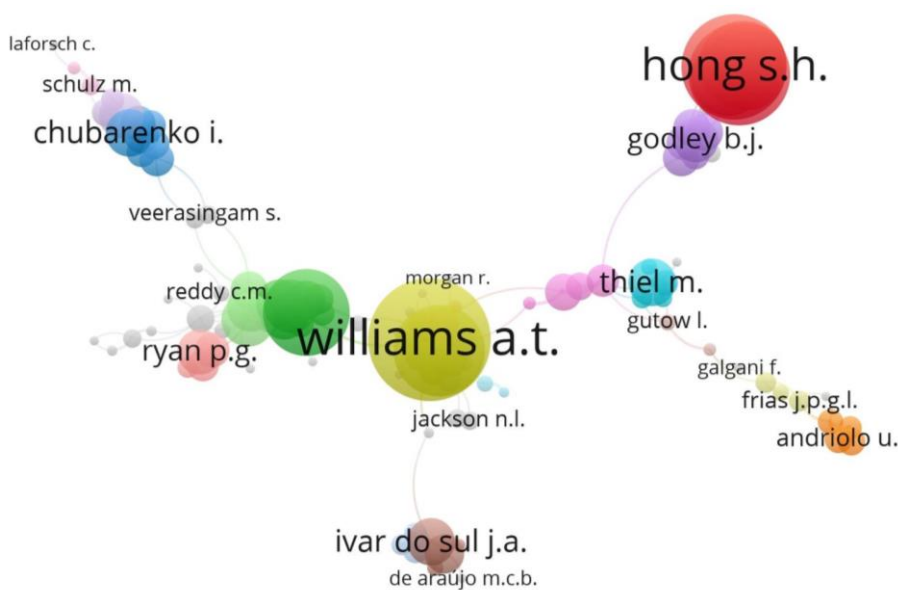 laforsch c.
schulz m.
chubarenko i.
hong s.h.
godley b.j.
veerasingam s.
reddy c.m.
morgan r.
thiel m.
gutow l.
williams a.t.
ryan p.g.
galgani f.
frias j.p.g.l.
jackson n.l.
andriolo u.
ivar do sul j.a.
de araújo m.c.b.